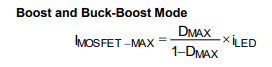 Boost and Buck-Boost Mode
IMOSFET –MAX = DMAX / 1–DMAX × iLED